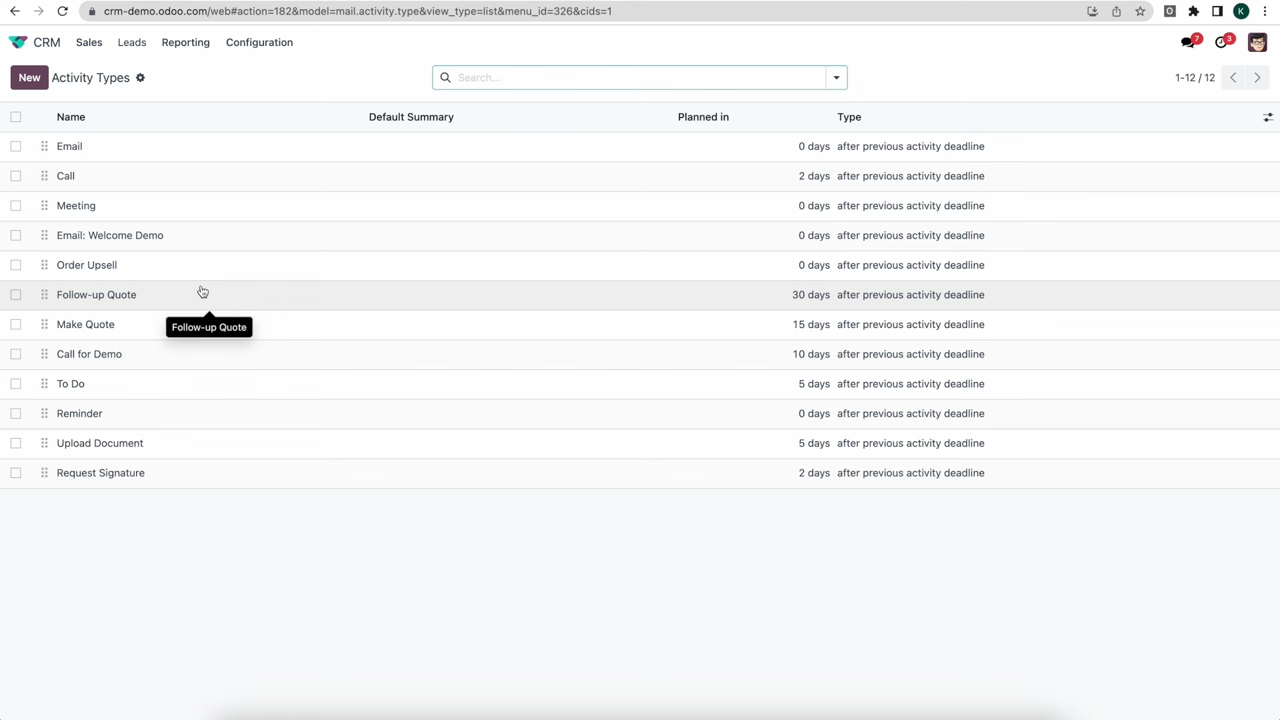 crm-demo.odoo.com/web#action=182&model=mail.activity.type&view_type=list&menu_id=326&cids=1
O
K
CRM Sales Leads Reporting Configuration
7
3
New Activity Types
Search...
1-12 / 12
Name Default Summary Planned in Type
Email 0 days after previous activity deadline
Call 2 days after previous activity deadline
Meeting 0 days after previous activity deadline
Email: Welcome Demo 0 days after previous activity deadline
Order Upsell 0 days after previous activity deadline
Follow-up Quote 30 days after previous activity deadline
Make Quote 15 days after previous activity deadline
Follow-up Quote
Call for Demo 10 days after previous activity deadline
To Do 5 days after previous activity deadline
Reminder 0 days after previous activity deadline
Upload Document 5 days after previous activity deadline
Request Signature 2 days after previous activity deadline